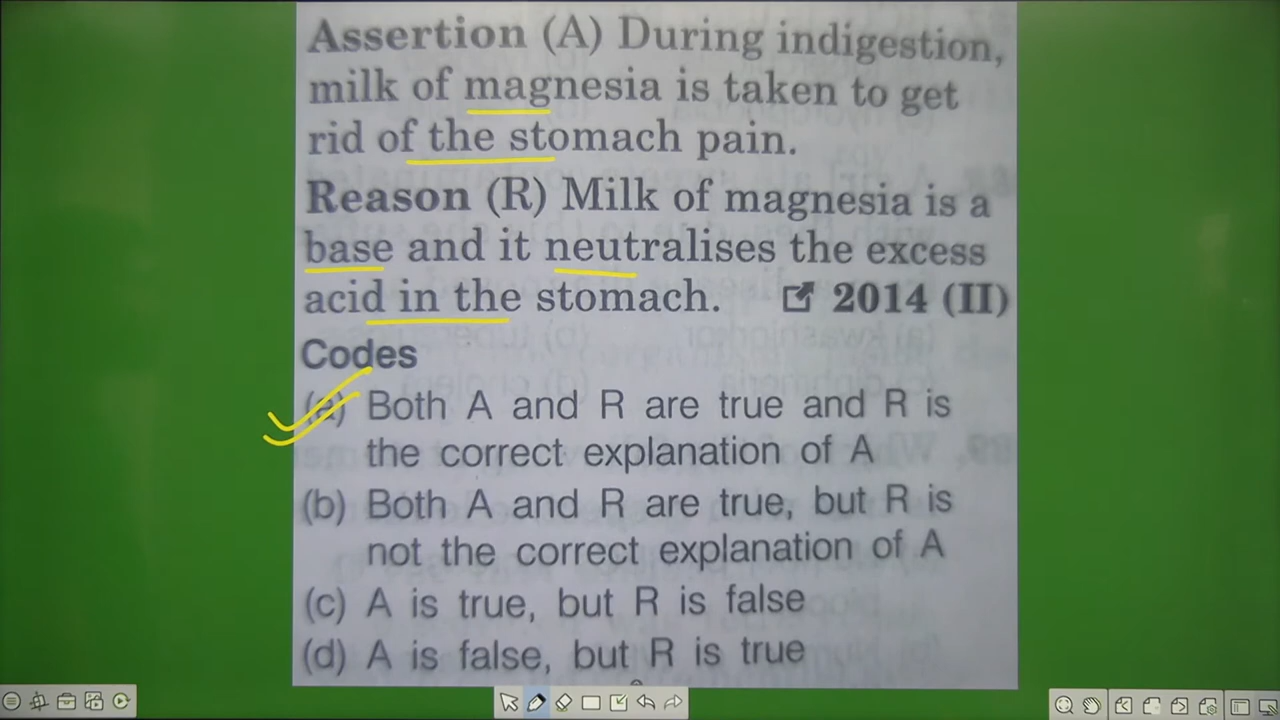 Assertion (A) During indigestion,
milk of magnesia is taken to get
rid of the stomach pain.
Reason (R) Milk of magnesia is a
base and it neutralises the excess
acid in the stomach. 2014 (II)
Codes
(a) Both A and R are true and R is
the correct explanation of A
(b) Both A and R are true, but R is
not the correct explanation of A
(c) A is true, but R is false
(d) A is false, but R is true